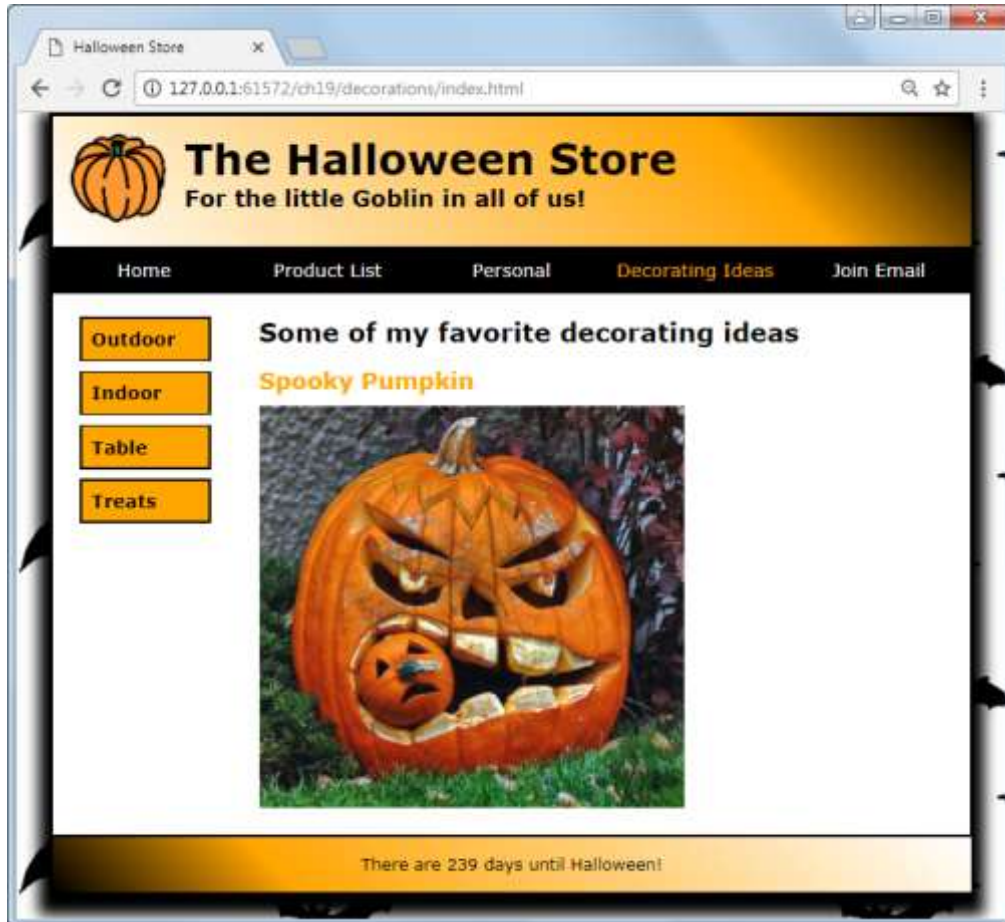 Halloween Store
127.0.0.1:61572/ch19/decorations/index.html
The Halloween Store
For the little Goblin in all of us!
Home Product List Personal Decorating Ideas Join Email
Outdoor
Indoor
Table
Treats
Some of my favorite decorating ideas
Spooky Pumpkin
There are 239 days until Halloween!